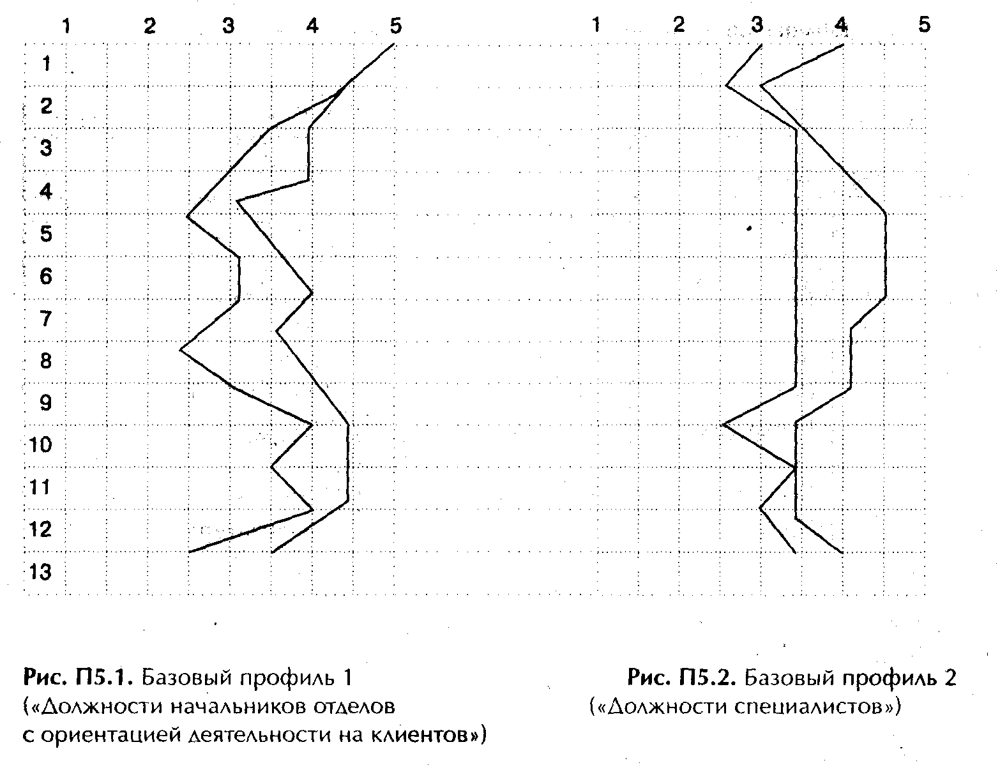 1 2 3 4 5 1 2 3 4 5
1
2
3
4
5
6
7
8
9
10
11
12
13
Рис. П5.1. Базовый профиль 1
(«Должности начальников отделов
с ориентацией деятельности на клиентов»)
Рис. П5.2. Базовый профиль 2
(«Должности специалистов»)